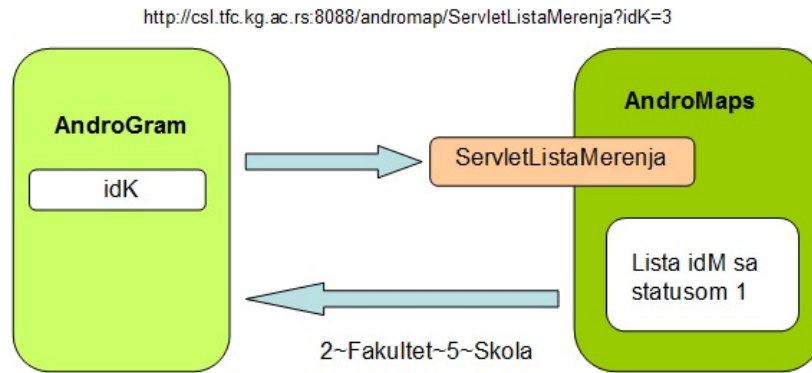 http://csl.tfc.kg.ac.rs:8088/andromap/ServletListaMerenja?idK=3
AndroGram
AndroMaps
ServletListaMerenja
idK
Lista idM sa
statusom 1
2~Fakultet~5~Skola